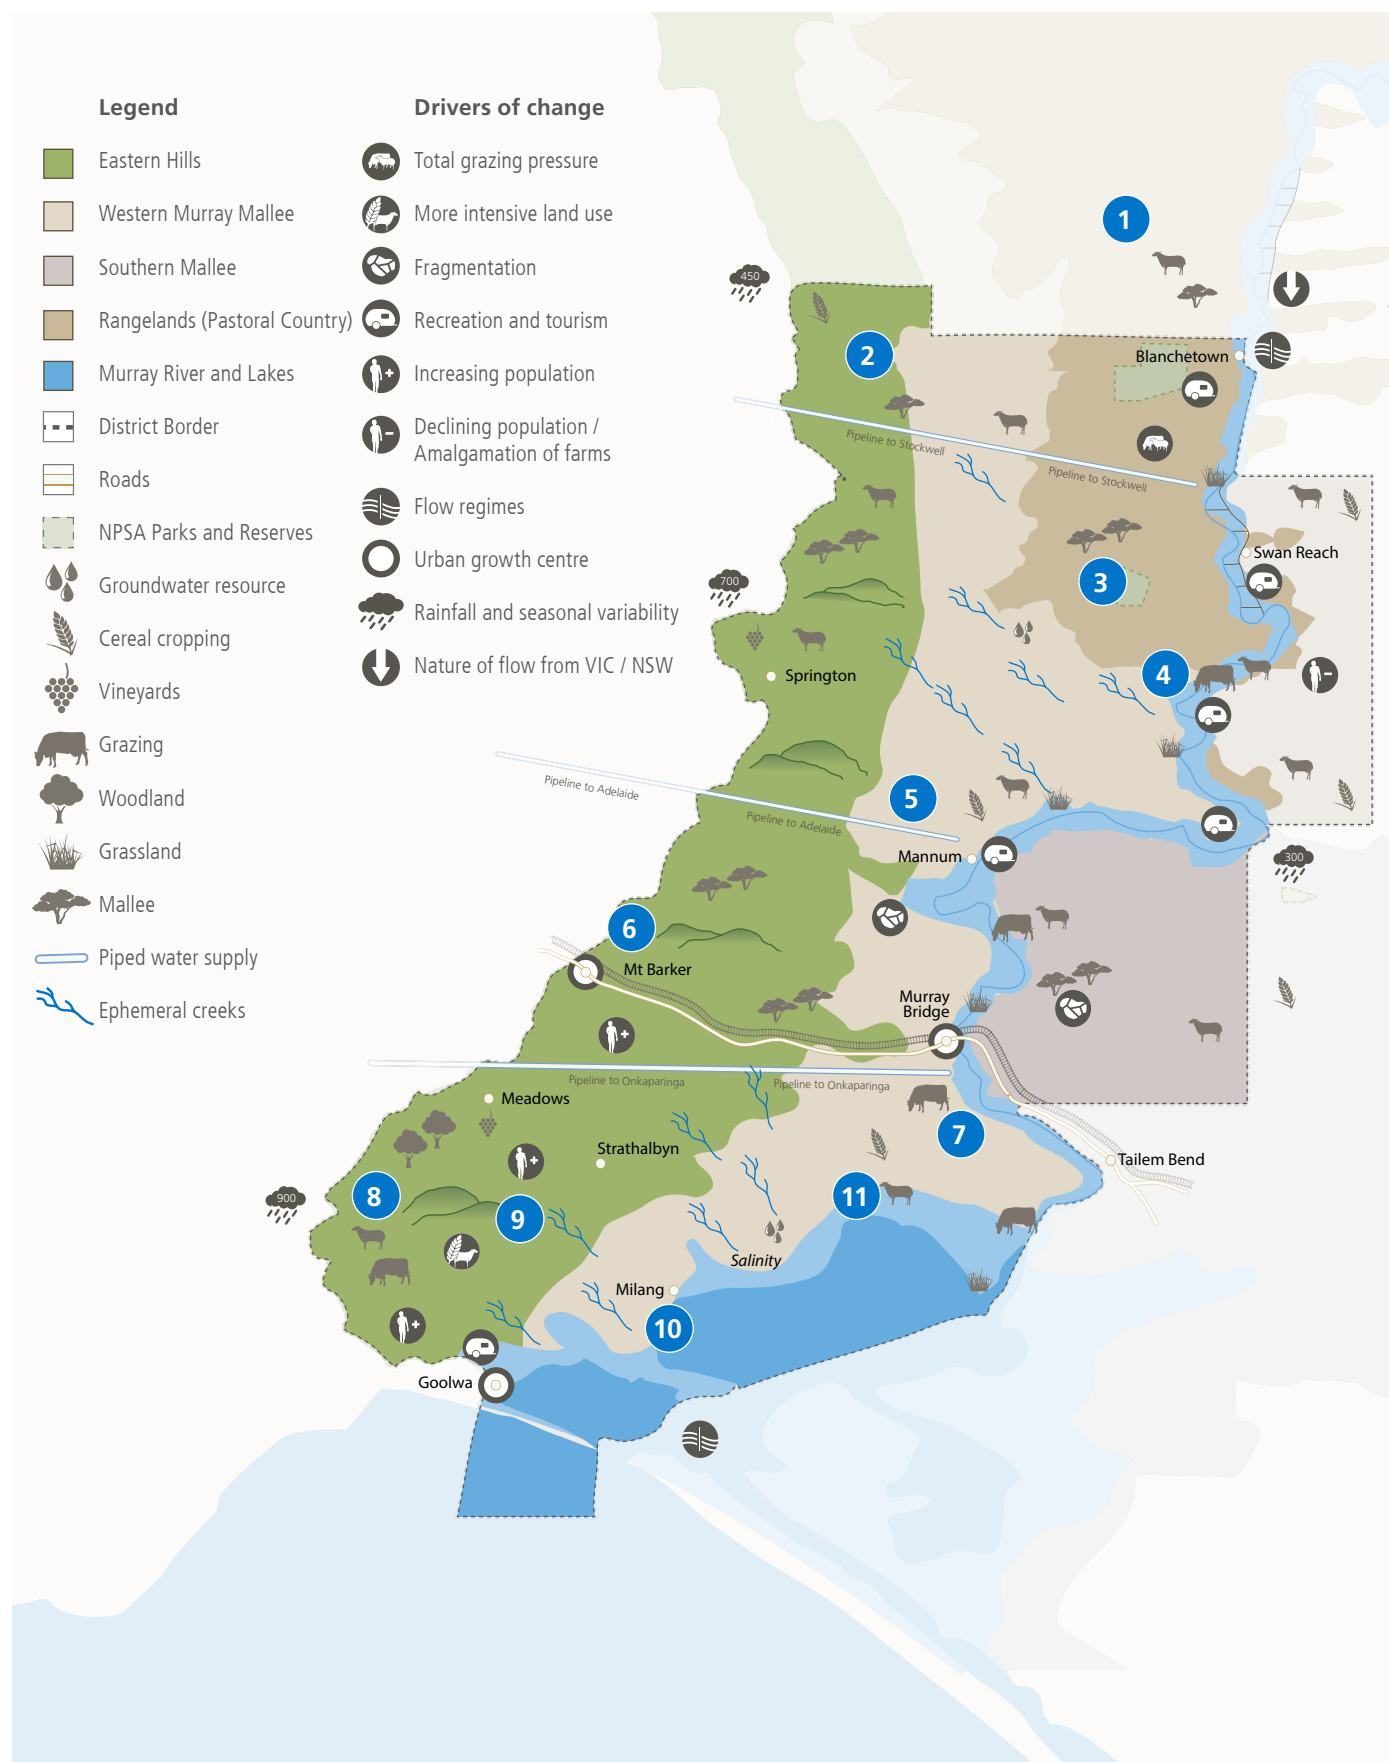 Legend
Eastern Hills
Western Murray Mallee
Southern Mallee
Rangelands (Pastoral Country)
Murray River and Lakes
District Border
Roads
NPSA Parks and Reserves
Groundwater resource
Cereal cropping
Vineyards
Grazing
Woodland
Grassland
Mallee
Piped water supply
Ephemeral creeks
Drivers of change
Total grazing pressure
More intensive land use
Fragmentation
Recreation and tourism
Increasing population
Declining population /
Amalgamation of farms
Flow regimes
Urban growth centre
Rainfall and seasonal variability
Nature of flow from VIC / NSW
1
450
2
Blanchetown
Pipeline to Stockwell
Pipeline to Stockwell
Swan Reach
700
3
4
Springton
Pipeline to Adelaide
5
Pipeline to Adelaide
Mannum
300
6
Mt Barker
Murray
Bridge
Pipeline to Onkaparinga
Pipeline to Onkaparinga
Meadows
7
Strathalbyn
Tailem Bend
900
8
11
9
Salinity
Milang
10
Goolwa